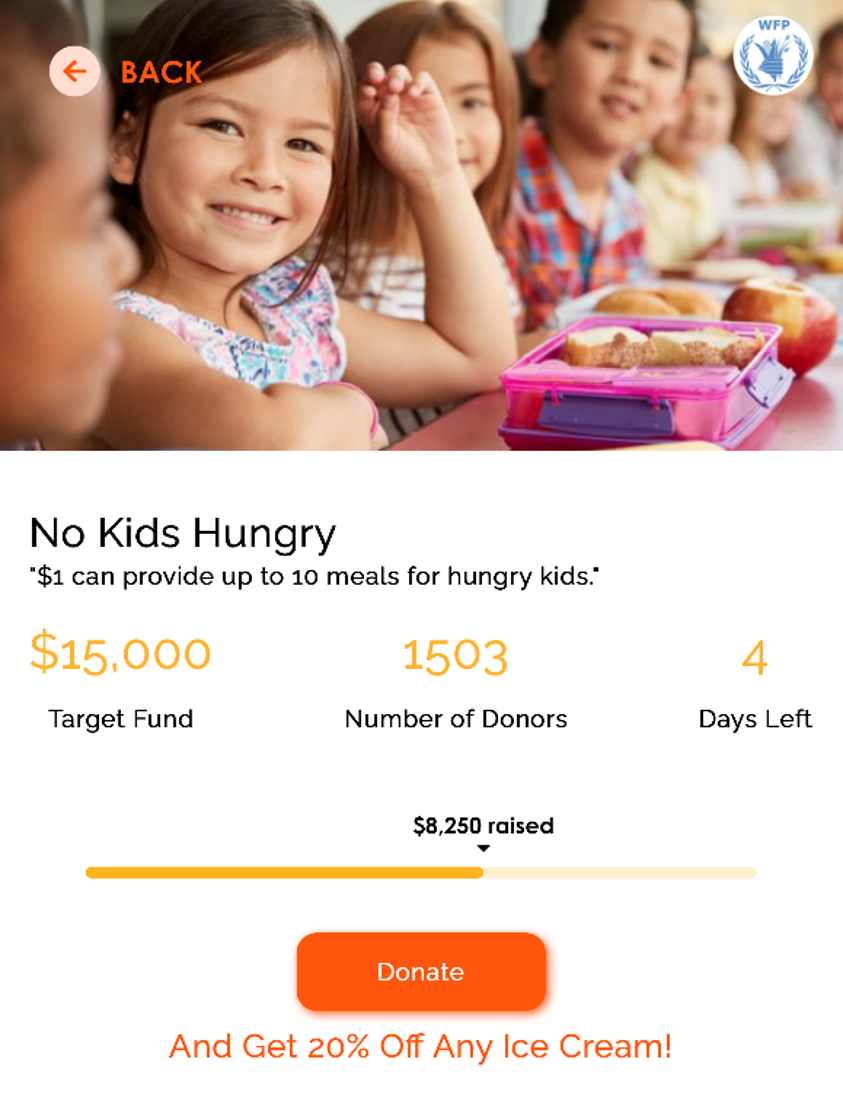 WFP
BACK
No Kids Hungry
"$1 can provide up to 10 meals for hungry kids."
$15,000 1503 4
Target Fund Number of Donors Days Left
$8,250 raised
Donate
And Get 20% Off Any Ice Cream!